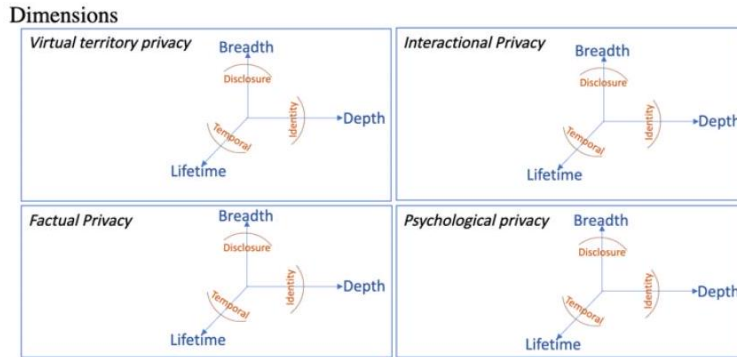 Dimensions
Virtual territory privacy
Breadth
Disclosure
Identity
Depth
Temporal
Lifetime
Interactional Privacy
Breadth
Disclosure
Identity
Depth
Temporal
Lifetime
Factual Privacy
Breadth
Disclosure
Identity
Depth
Temporal
Lifetime
Psychological privacy
Breadth
Disclosure
Identity
Depth
Temporal
Lifetime